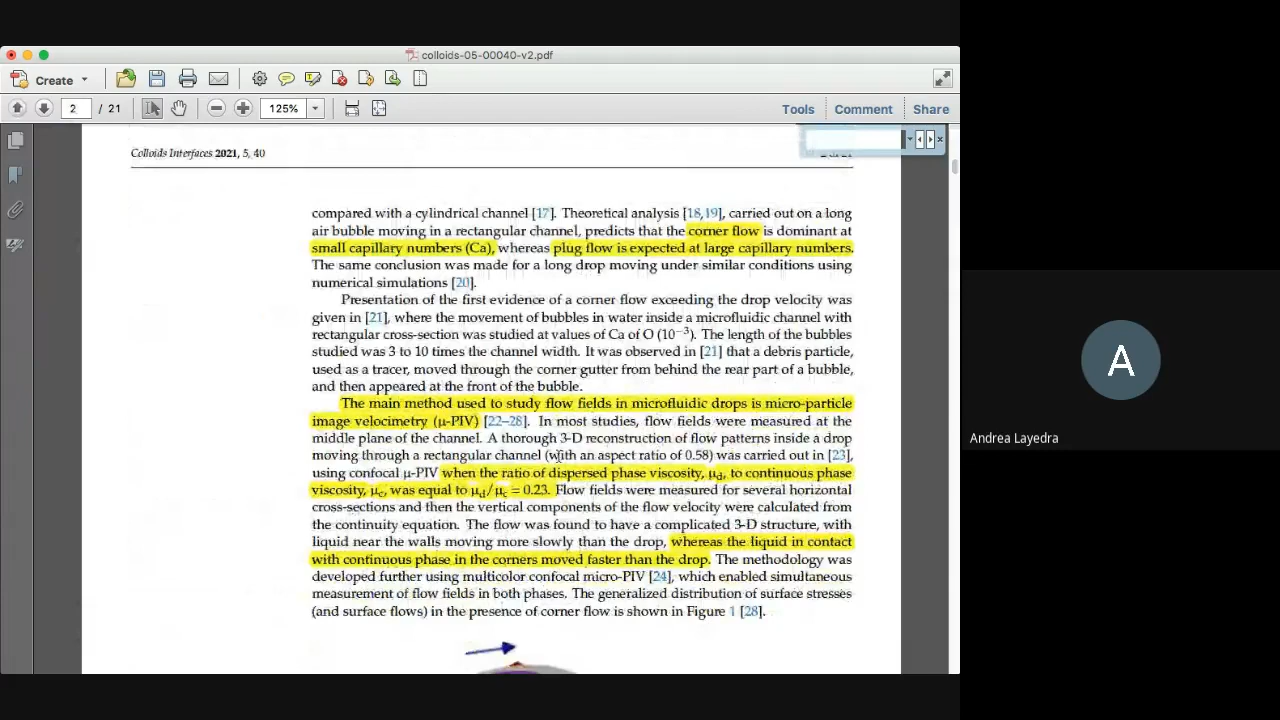 colloids-05-00040-v2.pdf
Create
2 / 21
125%
Tools
Comment
Share
Colloids Interfaces 2021, 5, 40
compared with a cylindrical channel [17]. Theoretical analysis [18,19], carried out on a long
air bubble moving in a rectangular channel, predicts that the corner flow is dominant at
small capillary numbers (Ca), whereas plug flow is expected at large capillary numbers.
The same conclusion was made for a long drop moving under similar conditions using
numerical simulations [20].
Presentation of the first evidence of a corner flow exceeding the drop velocity was
given in [21], where the movement of bubbles in water inside a microfluidic channel with
rectangular cross-section was studied at values of Ca of O (10⁻³). The length of the bubbles
studied was 3 to 10 times the channel width. It was observed in [21] that a debris particle,
used as a tracer, moved through the corner gutter from behind the rear part of a bubble,
and then appeared at the front of the bubble.
The main method used to study flow fields in microfluidic drops is micro-particle
image velocimetry (μ-PIV) [22–28]. In most studies, flow fields were measured at the
middle plane of the channel. A thorough 3-D reconstruction of flow patterns inside a drop
moving through a rectangular channel (with an aspect ratio of 0.58) was carried out in [23],
using confocal μ-PIV when the ratio of dispersed phase viscosity, μd, to continuous phase
viscosity, μc, was equal to μd/μc = 0.23. Flow fields were measured for several horizontal
cross-sections and then the vertical components of the flow velocity were calculated from
the continuity equation. The flow was found to have a complicated 3-D structure, with
liquid near the walls moving more slowly than the drop, whereas the liquid in contact
with continuous phase in the corners moved faster than the drop. The methodology was
developed further using multicolor confocal micro-PIV [24], which enabled simultaneous
measurement of flow fields in both phases. The generalized distribution of surface stresses
(and surface flows) in the presence of corner flow is shown in Figure 1 [28].
A
Andrea Layedra